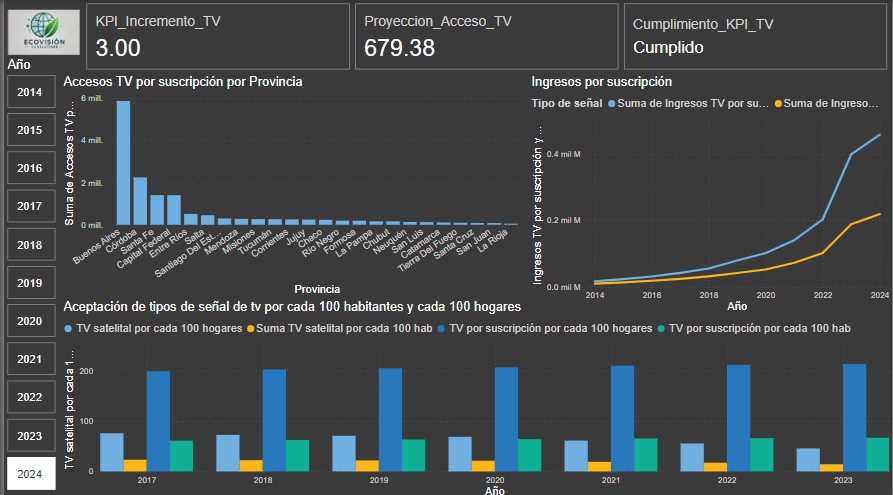 ECOVISIÓN
KPI_Incremento_TV
3.00
Proyeccion_Acceso_TV
679.38
Cumplimiento_KPI_TV
Cumplido
Año
2014
2015
2016
2017
2018
2019
2020
2021
2022
2023
2024
Accesos TV por suscripción por Provincia
Suma de Accesos TV p...
6 mill.
4 mill.
2 mill.
0 mill.
Buenos Aires
Córdoba
Santa Fe
Capital Federal
Entre Ríos
Salta
Santiago Del Est...
Mendoza
Misiones
Tucumán
Corrientes
Jujuy
Chaco
Río Negro
Formosa
La Pampa
Chubut
Neuquén
San Luis
Catamarca
Tierra Del Fuego
Santa Cruz
San Juan
La Rioja
Provincia
Ingresos por suscripción
Tipo de señal Suma de Ingresos TV por su... Suma de Ingreso...
Ingresos TV por suscripción y ...
0.4 mil M
0.2 mil M
0.0 mil M
2014 2016 2018 2020 2022 2024
Año
Aceptación de tipos de señal de tv por cada 100 habitantes y cada 100 hogares
TV satelital por cada 100 hogares Suma TV satelital por cada 100 hab TV por suscripción por cada 100 hogares TV por suscripción por cada 100 hab
TV satelital por cada 1...
200
100
0
2017 2018 2019 2020 2021 2022 2023
Año